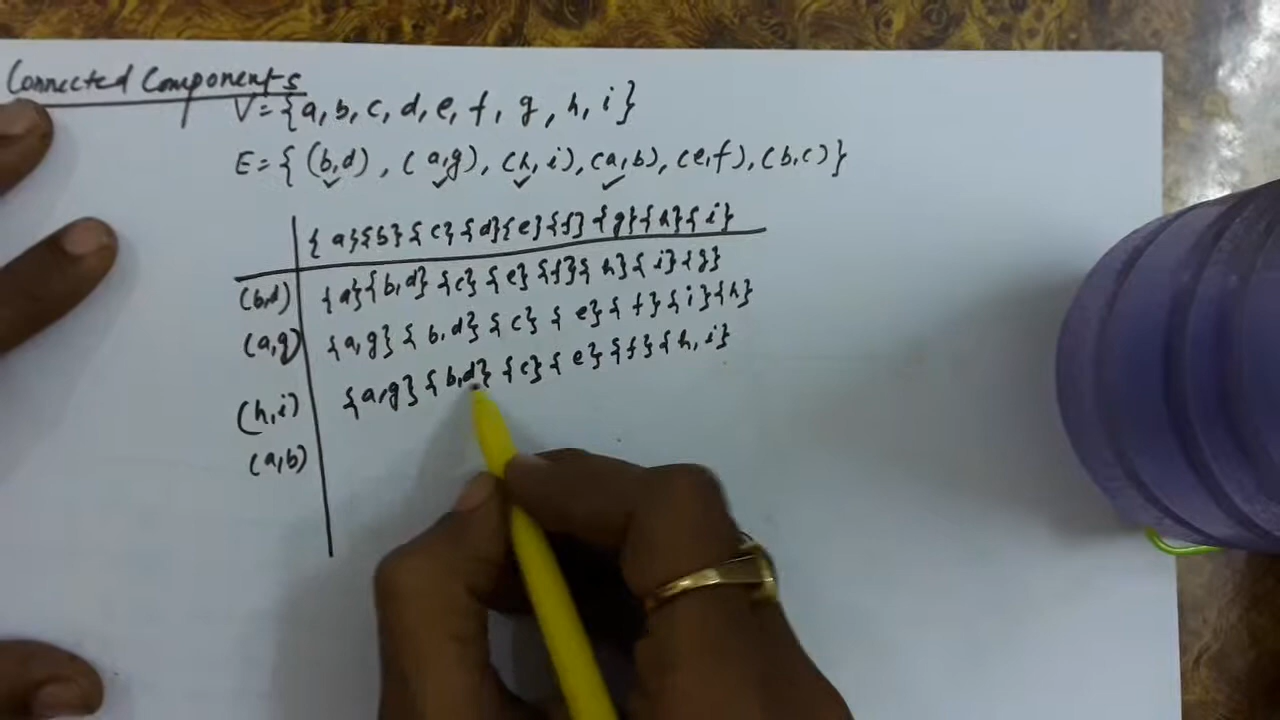 Connected Components
V={a, b, c, d, e, f, g, h, i}
E={ (b,d) , (a,g), (h, i), (a,b), (e,f), (b,c)}
{a}{b}{c}{d}{e}{f}{g}{h}{i}
(b,d) {a}{b,d}{c}{e}{f}{h}{i}{g}
(a,g) {a,g}{b,d}{c}{e}{f}{i}{h}
(h,i) {a,g}{b,d}{c}{e}{f}{h,i}
(a,b)